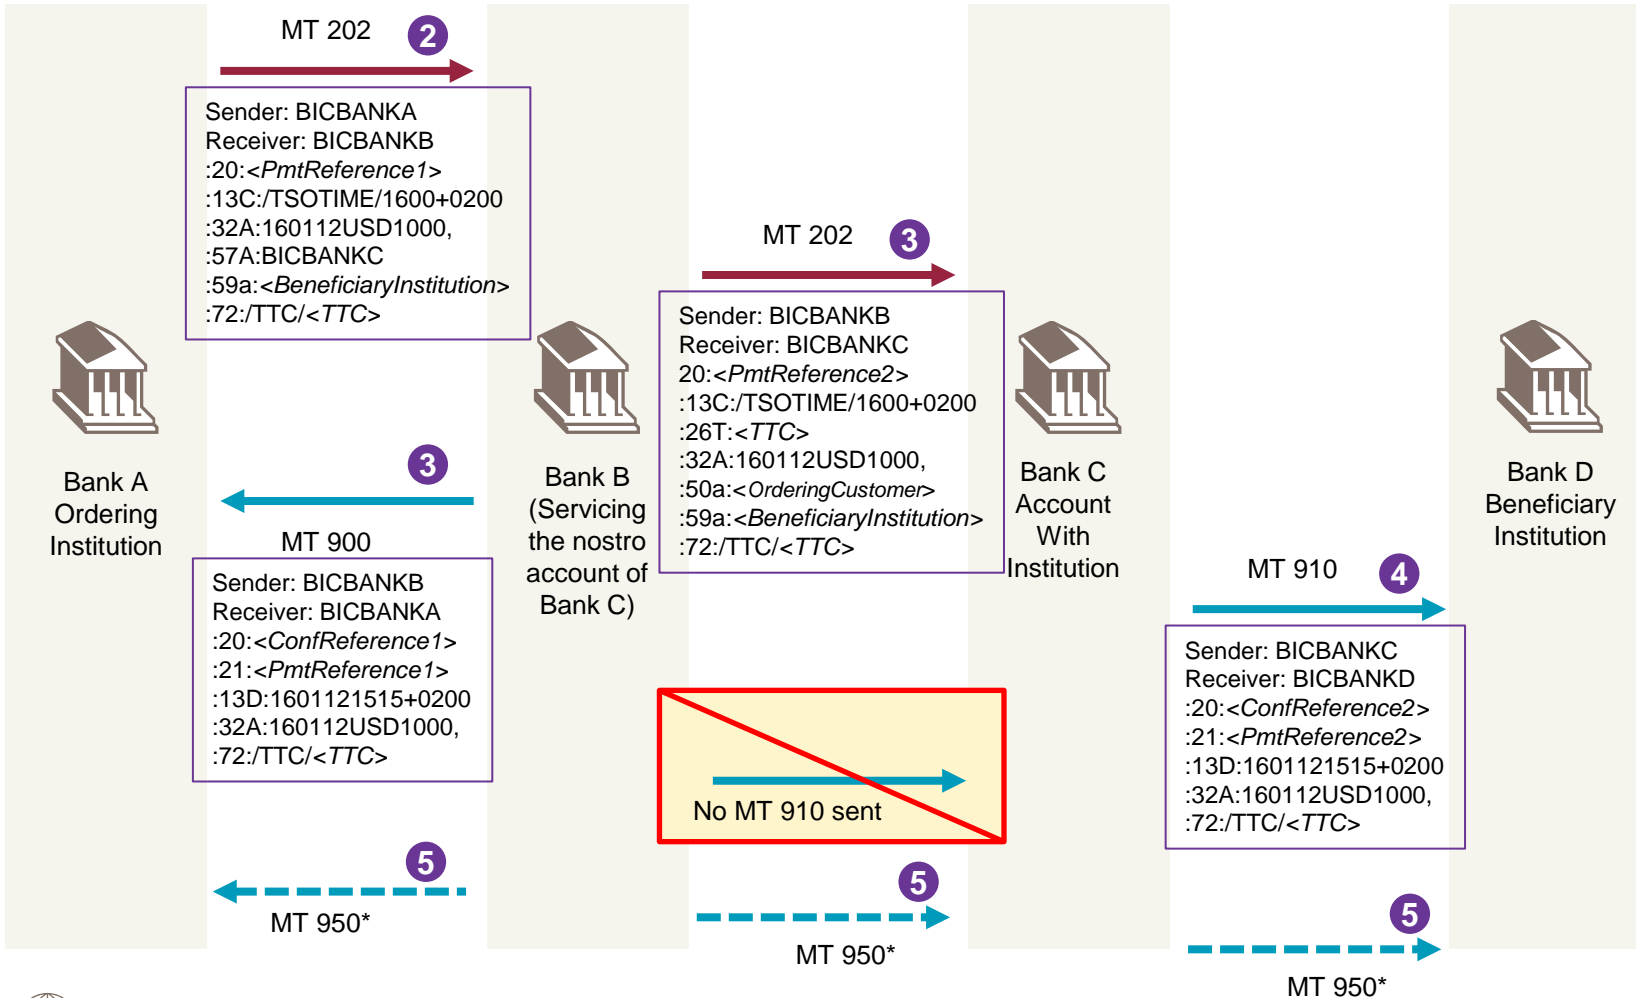 MT 202
2
Sender: BICBANKA
Receiver: BICBANKB
:20:<PmtReference1>
:13C:/TSOTIME/1600+0200
:32A:160112USD1000,
:57A:BICBANKC
:59a:<BeneficiaryInstitution>
:72:/TTC/<TTC>
MT 202
3
Sender: BICBANKB
Receiver: BICBANKC
20:<PmtReference2>
:13C:/TSOTIME/1600+0200
:26T:<TTC>
:32A:160112USD1000,
:50a:<OrderingCustomer>
:59a:<BeneficiaryInstitution>
:72:/TTC/<TTC>
Bank A
Ordering
Institution
3
MT 900
Sender: BICBANKB
Receiver: BICBANKA
:20:<ConfReference1>
:21:<PmtReference1>
:13D:1601121515+0200
:32A:160112USD1000,
:72:/TTC/<TTC>
Bank B
(Servicing
the nostro
account of
Bank C)
Bank C
Account
With
Institution
Bank D
Beneficiary
Institution
MT 910
4
Sender: BICBANKC
Receiver: BICBANKD
:20:<ConfReference2>
:21:<PmtReference2>
:13D:1601121515+0200
:32A:160112USD1000,
:72:/TTC/<TTC>
No MT 910 sent
5
MT 950*
5
MT 950*
5
MT 950*